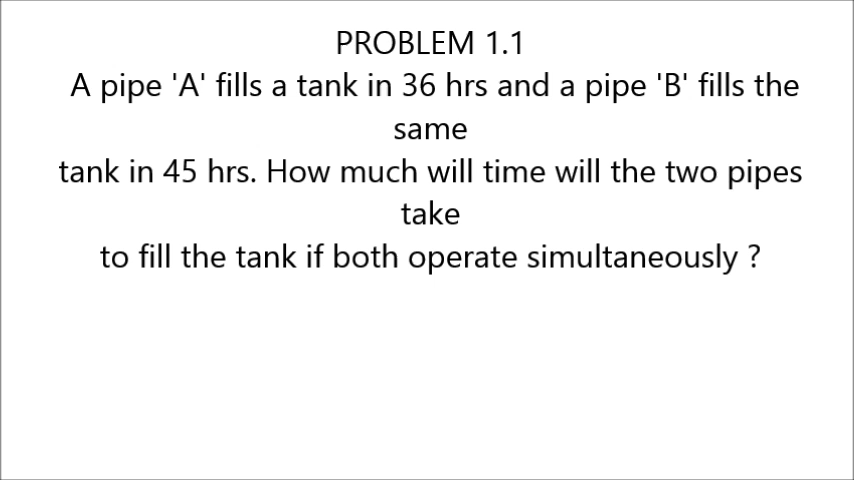 PROBLEM 1.1
A pipe 'A' fills a tank in 36 hrs and a pipe 'B' fills the
same
tank in 45 hrs. How much will time will the two pipes
take
to fill the tank if both operate simultaneously ?